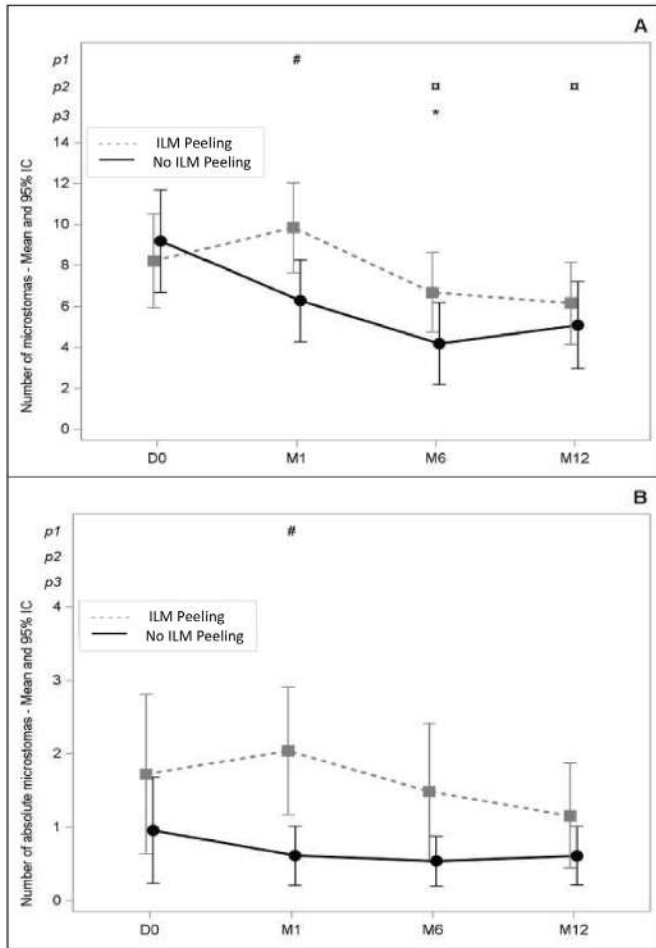 A
p1 #
p2 ¤ ¤
p3 *
14
ILM Peeling
No ILM Peeling
12
10
8
6
4
2
0
Number of microstomas - Mean and 95% IC
D0 M1 M6 M12
B
p1 #
p2
p3
4
ILM Peeling
No ILM Peeling
3
2
1
0
Number of absolute microstomas - Mean and 95% IC
D0 M1 M6 M12